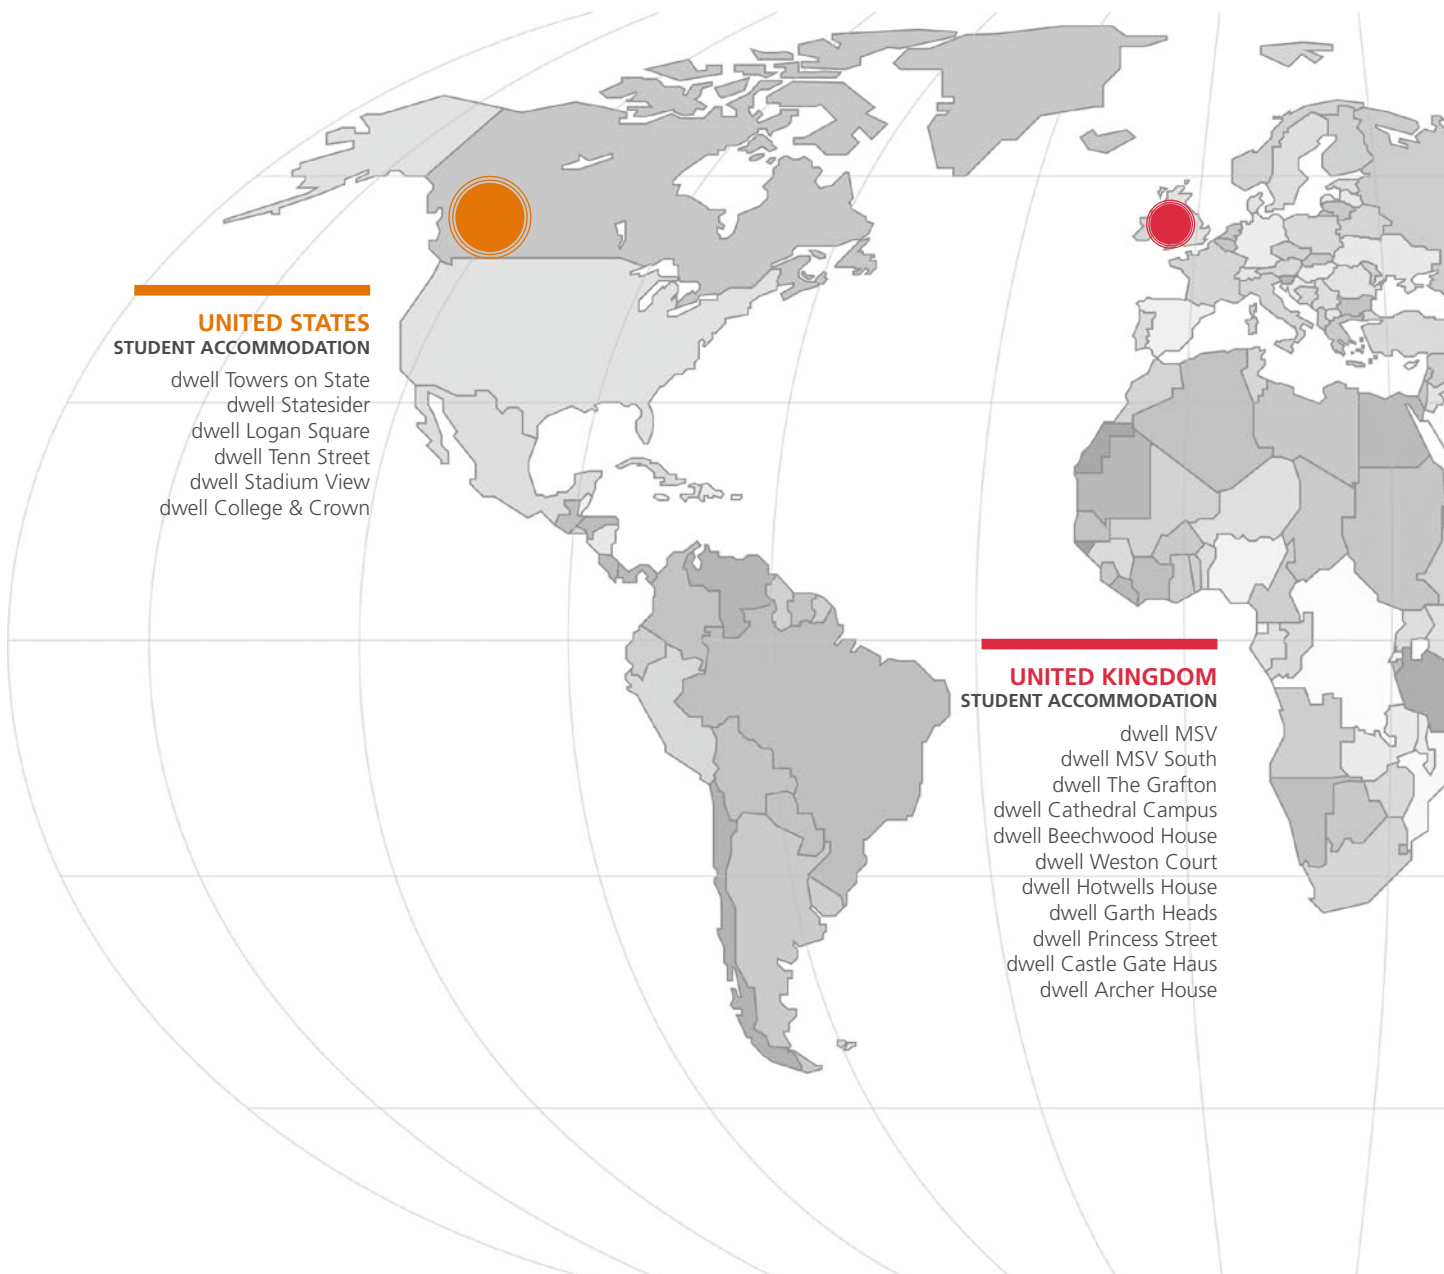 UNITED STATES
STUDENT ACCOMMODATION
dwell Towers on State
dwell Statesider
dwell Logan Square
dwell Tenn Street
dwell Stadium View
dwell College & Crown
UNITED KINGDOM
STUDENT ACCOMMODATION
dwell MSV
dwell MSV South
dwell The Grafton
dwell Cathedral Campus
dwell Beechwood House
dwell Weston Court
dwell Hotwells House
dwell Garth Heads
dwell Princess Street
dwell Castle Gate Haus
dwell Archer House